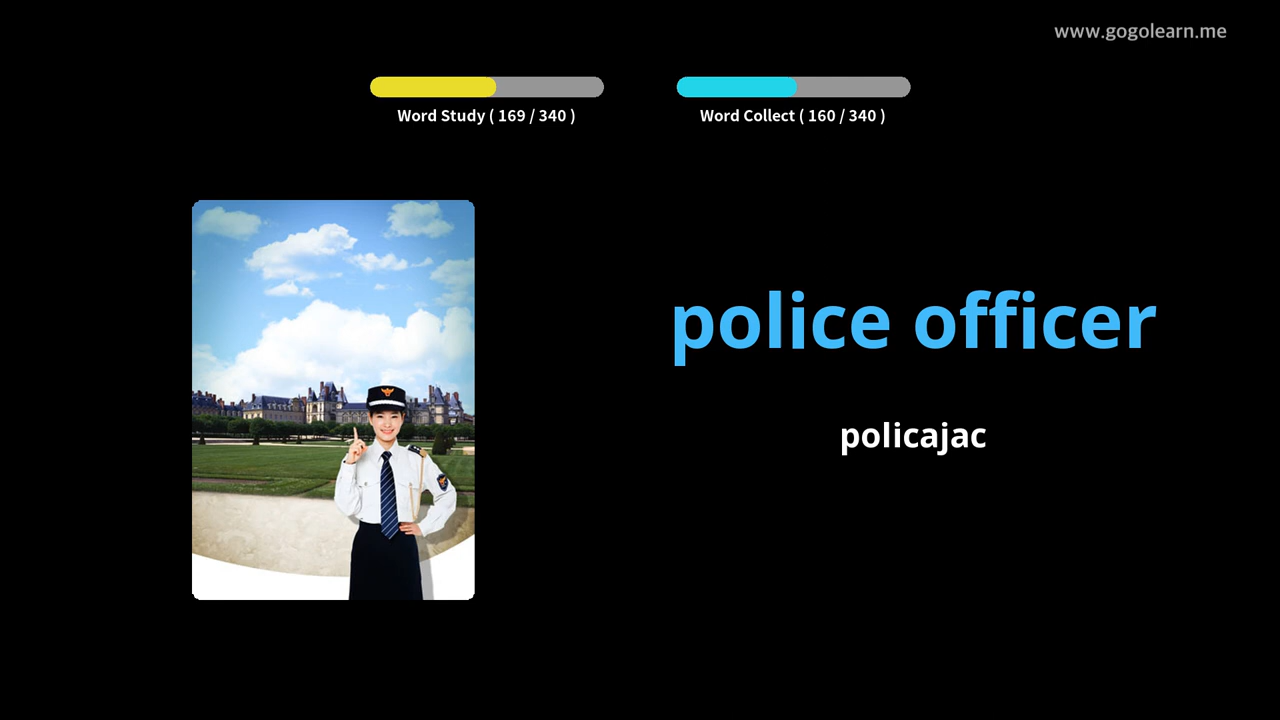 www.gogolearn.me
Word Study ( 169 / 340 )
Word Collect ( 160 / 340 )
police officer
policajac